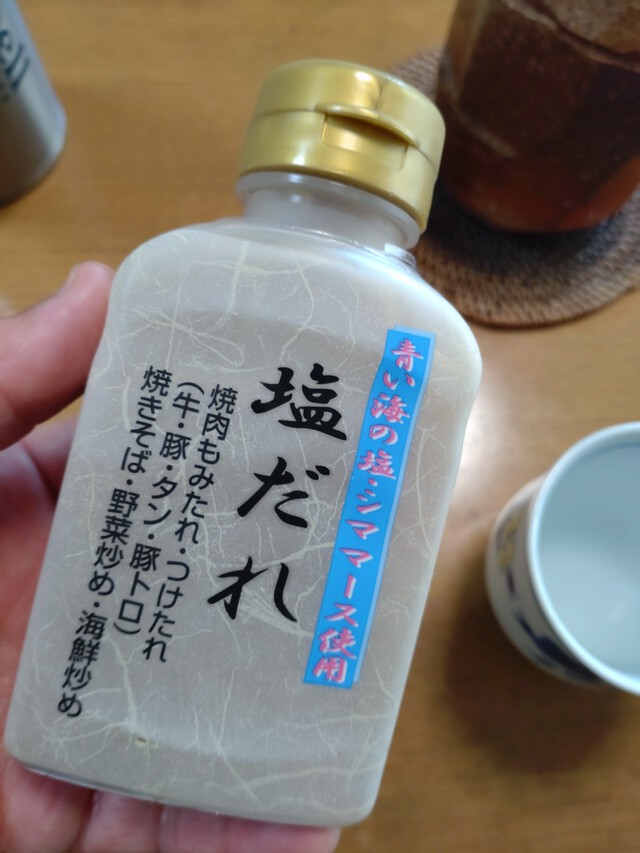 青い海の塩・シママース使用
塩だれ
焼肉もみたれ・つけたれ
(牛・豚・タン・豚トロ)
焼きそば・野菜炒め・海鮮炒め
ell